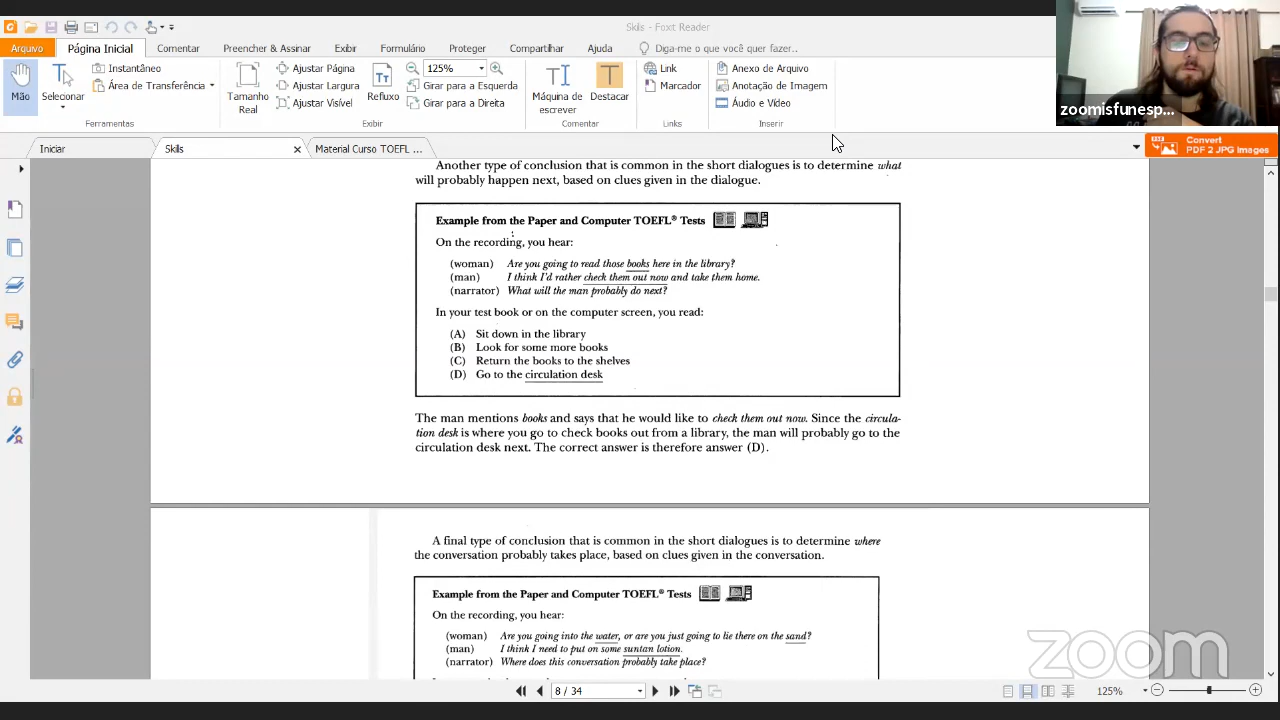 Skils - Foxt Reader
Arquivo Página Inicial Comentar Preencher & Assinar Exibir Formulário Proteger Compartilhar Ajuda Diga-me o que você quer fazer..
Mão
Selecionar
Instantâneo
Área de Transferência
Ferramentas
Tamanho Real
Ajustar Página
Ajustar Largura
Ajustar Visível
Refluxo
125%
Girar para a Esquerda
Girar para a Direita
Exibir
Máquina de escrever
Destacar
Comentar
Link
Marcador
Links
Anexo de Arquivo
Anotação de Imagem
Áudio e Vídeo
Inserir
zoomisfunesp...
Iniciar Skils Material Curso TOEFL ...
Convert
PDF 2 JPG Images
Another type of conclusion that is common in the short dialogues is to determine what
will probably happen next, based on clues given in the dialogue.
Example from the Paper and Computer TOEFL® Tests
On the recording, you hear:
(woman) Are you going to read those books here in the library?
(man) I think I'd rather check them out now and take them home.
(narrator) What will the man probably do next?
In your test book or on the computer screen, you read:
(A) Sit down in the library
(B) Look for some more books
(C) Return the books to the shelves
(D) Go to the circulation desk
The man mentions books and says that he would like to check them out now. Since the circula-
tion desk is where you go to check books out from a library, the man will probably go to the
circulation desk next. The correct answer is therefore answer (D).
A final type of conclusion that is common in the short dialogues is to determine where
the conversation probably takes place, based on clues given in the conversation.
Example from the Paper and Computer TOEFL® Tests
On the recording, you hear:
(woman) Are you going into the water, or are you just going to lie there on the sand?
(man) I think I need to put on some suntan lotion.
(narrator) Where does this conversation probably take place?
zoom
8 / 34
125%